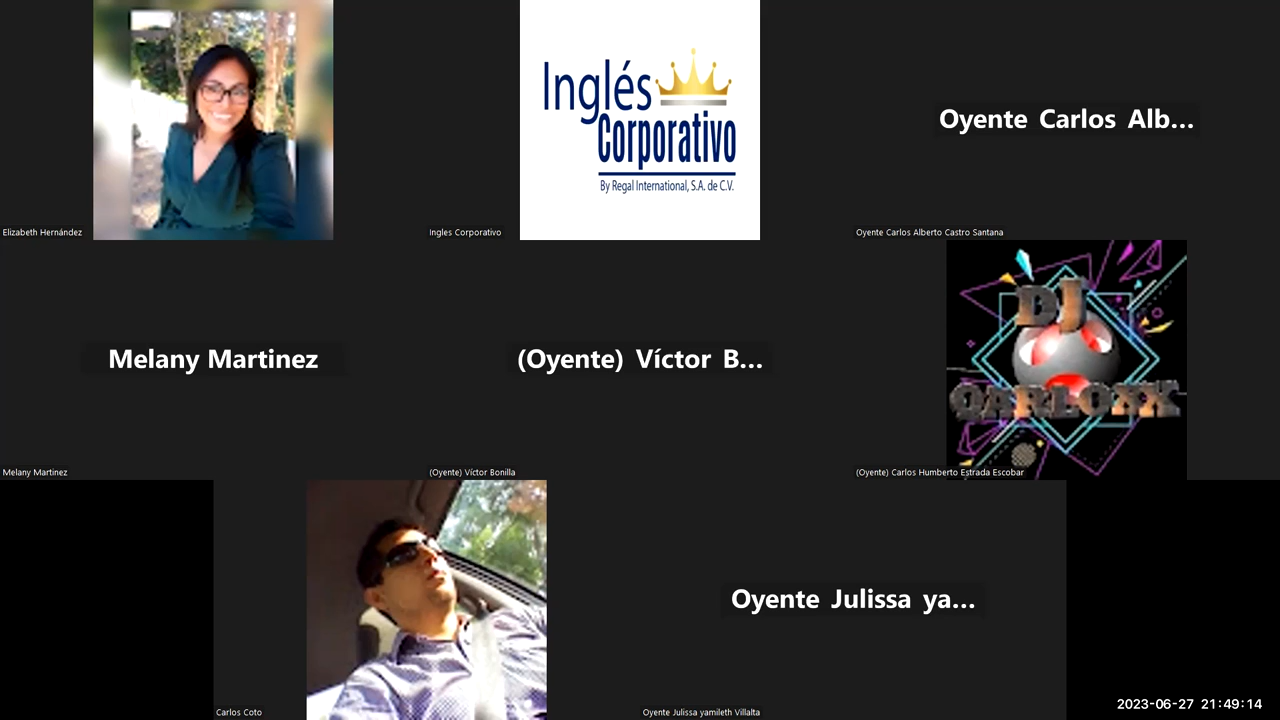 Inglés
Corporativo
By Regal International, S.A. de C.V.
Oyente Carlos Alb...
Elizabeth Hernández
Ingles Corporativo
Oyente Carlos Alberto Castro Santana
Melany Martinez
(Oyente) Víctor B...
DJ
QARLOXX
Melany Martinez
(Oyente) Víctor Bonilla
(Oyente) Carlos Humberto Estrada Escobar
Oyente Julissa ya...
Carlos Coto
Oyente Julissa yamileth Villalta
2023-06-27 21:49:14